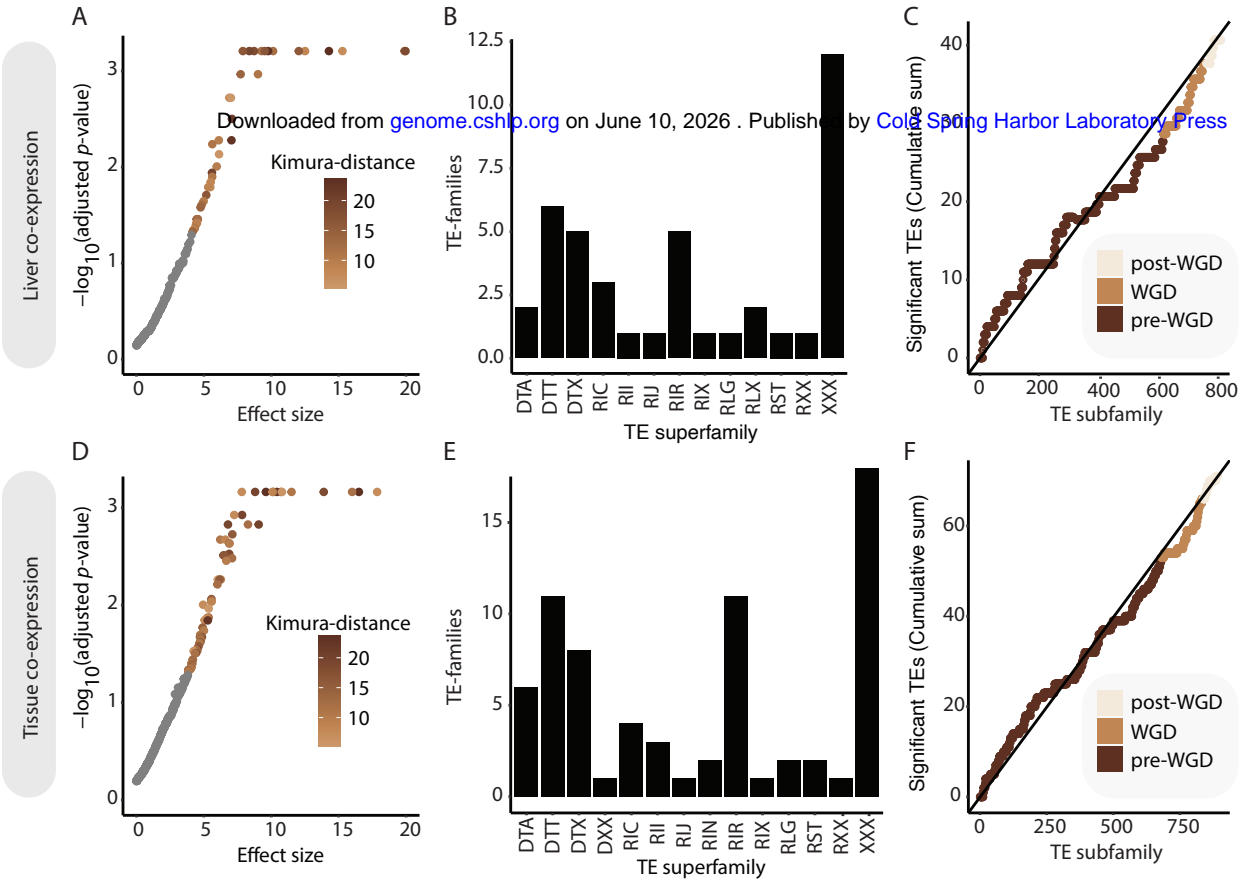 A
B
C
Liver co-expression
−log10(adjusted p-value)
3
2
1
0
0
5
10
15
20
Effect size
Kimura-distance
20
15
10
TE-families
12.5
10.0
7.5
5.0
2.5
0.0
DTA
DTT
DTX
RIC
RII
RIJ
RIR
RIX
RLG
RLX
RST
RXX
XXX
TE superfamily
Significant TEs (Cumulative sum)
40
30
20
10
0
0
200
400
600
800
TE subfamily
post-WGD
WGD
pre-WGD
Downloaded from genome.cshlp.org on June 10, 2026 . Published by Cold Spring Harbor Laboratory Press
D
E
F
Tissue co-expression
−log10(adjusted p-value)
3
2
1
0
0
5
10
15
20
Effect size
Kimura-distance
20
15
10
TE-families
15
10
5
0
DTA
DTT
DTX
DXX
RIC
RII
RIJ
RIN
RIR
RIX
RLG
RST
RXX
XXX
TE superfamily
Significant TEs (Cumulative sum)
60
40
20
0
0
250
500
750
TE subfamily
post-WGD
WGD
pre-WGD